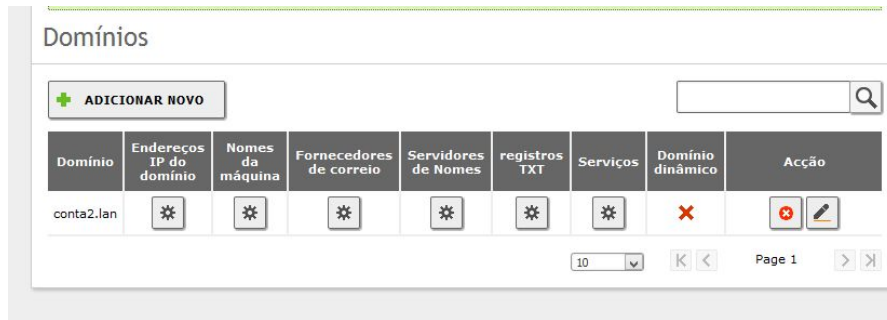 Domínios
ADICIONAR NOVO
Domínio
Endereços
IP do
domínio
Nomes
da
máquina
Fornecedores
de correio
Servidores
de Nomes
registros
TXT
Serviços
Domínio
dinâmico
Acção
conta2.lan
10
Page 1